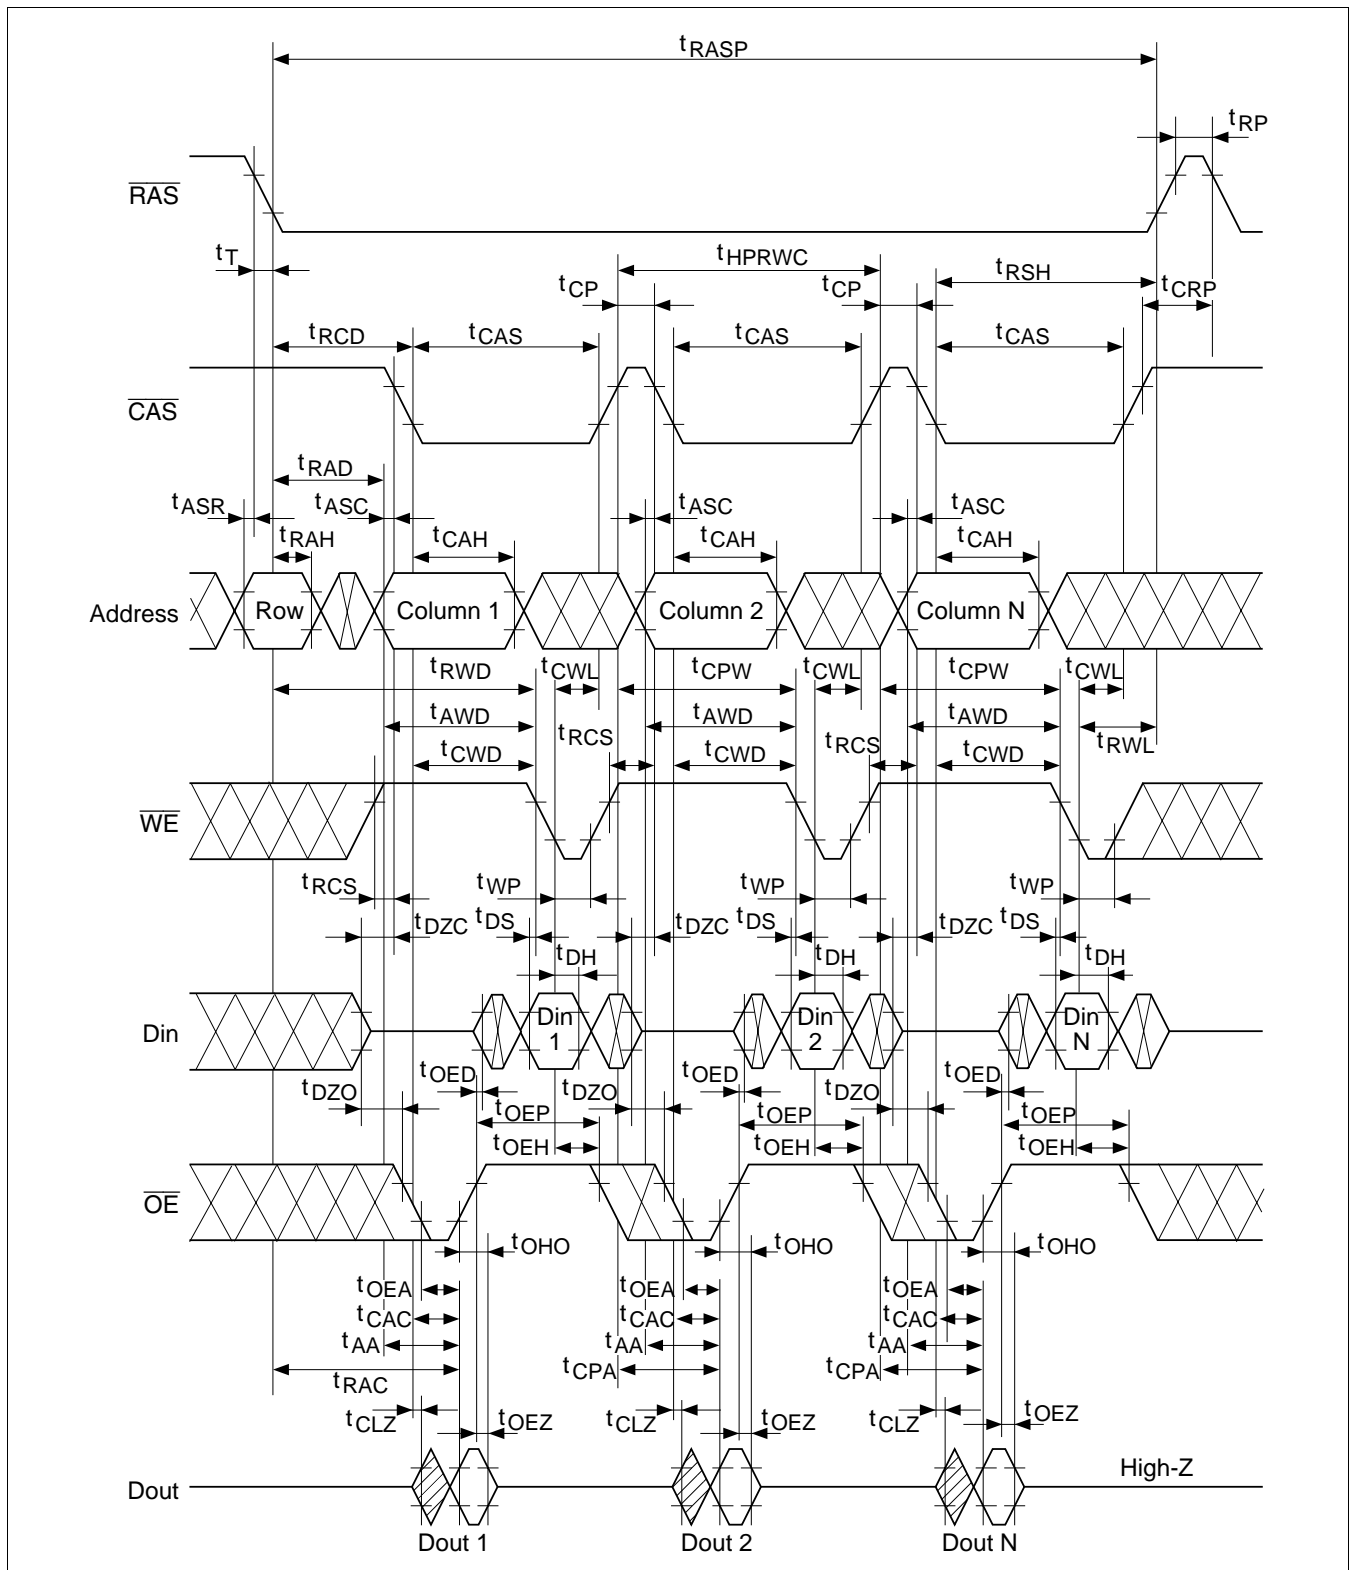 tRASP
tRP
RAS
tT
tHPRWC
tRSH
tCP
tCP
tCRP
tRCD
tCAS
tCAS
tCAS
CAS
tRAD
tASR
tASC
tASC
tASC
tRAH
tCAH
tCAH
tCAH
Address
Row
Column 1
Column 2
Column N
tRWD
tCWL
tCPW
tCWL
tCPW
tCWL
tAWD
tAWD
tAWD
tRCS
tRCS
tRWL
tCWD
tCWD
tCWD
WE
tRCS
tWP
tWP
tWP
tDZC
tDS
tDZC
tDS
tDZC
tDS
tDH
tDH
tDH
Din
Din 1
Din 2
Din N
tDZO
tOED
tDZO
tOED
tDZO
tOED
tOEP
tOEP
tOEP
tOEH
tOEH
tOEH
OE
tOHO
tOHO
tOHO
tOEA
tOEA
tOEA
tCAC
tCAC
tCAC
tAA
tAA
tAA
tRAC
tCPA
tCPA
tCLZ
tOEZ
tCLZ
tOEZ
tCLZ
tOEZ
High-Z
Dout
Dout 1
Dout 2
Dout N